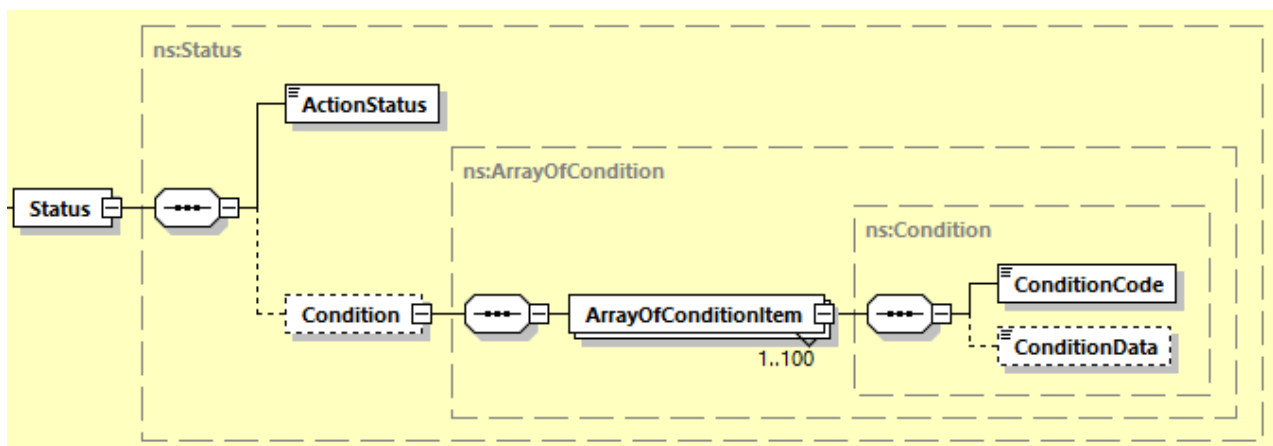 ns:Status
ActionStatus
ns:ArrayOfCondition
Status
ns:Condition
ConditionCode
Condition
ArrayOfConditionItem
ConditionData
1..100